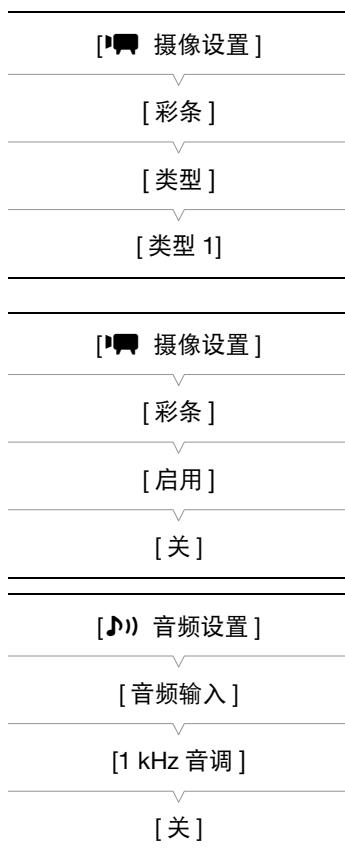 [ 摄像设置 ]
[ 彩条 ]
[ 类型 ]
[ 类型 1]
[ 摄像设置 ]
[ 彩条 ]
[ 启用 ]
[ 关 ]
[ 音频设置 ]
[ 音频输入 ]
[1 kHz 音调 ]
[ 关 ]